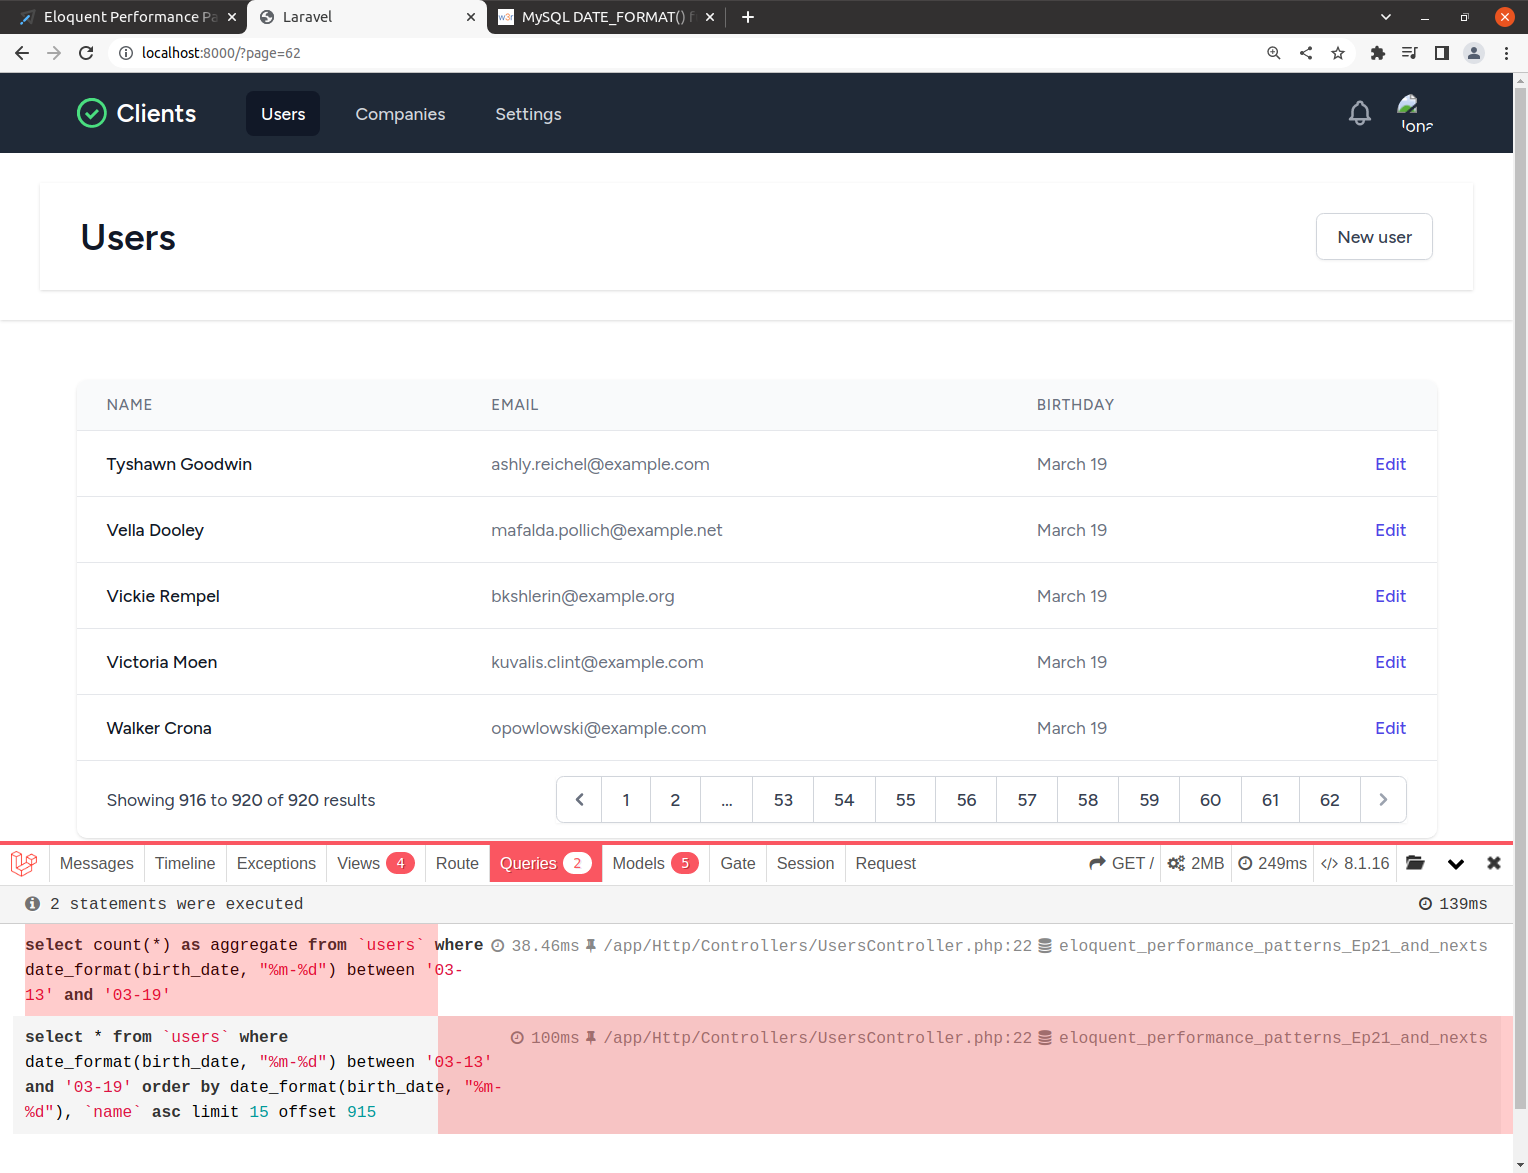 Eloquent Performance Pa
Laravel
w3r MySQL DATE_FORMAT() f
localhost:8000/?page=62
Clients Users Companies Settings
Jona
Users New user
NAME EMAIL BIRTHDAY
Tyshawn Goodwin ashly.reichel@example.com March 19 Edit
Vella Dooley mafalda.pollich@example.net March 19 Edit
Vickie Rempel bkshlerin@example.org March 19 Edit
Victoria Moen kuvalis.clint@example.com March 19 Edit
Walker Crona opowlowski@example.com March 19 Edit
Showing 916 to 920 of 920 results 1 2 ... 53 54 55 56 57 58 59 60 61 62
Messages Timeline Exceptions Views 4 Route Queries 2 Models 5 Gate Session Request GET / 2MB 249ms 8.1.16
2 statements were executed 139ms
select count(*) as aggregate from `users` where 38.46ms /app/Http/Controllers/UsersController.php:22 eloquent_performance_patterns_Ep21_and_nexts
date_format(birth_date, "%m-%d") between '03-
13' and '03-19'
select * from `users` where 100ms /app/Http/Controllers/UsersController.php:22 eloquent_performance_patterns_Ep21_and_nexts
date_format(birth_date, "%m-%d") between '03-13'
and '03-19' order by date_format(birth_date, "%m-
%d"), `name` asc limit 15 offset 915